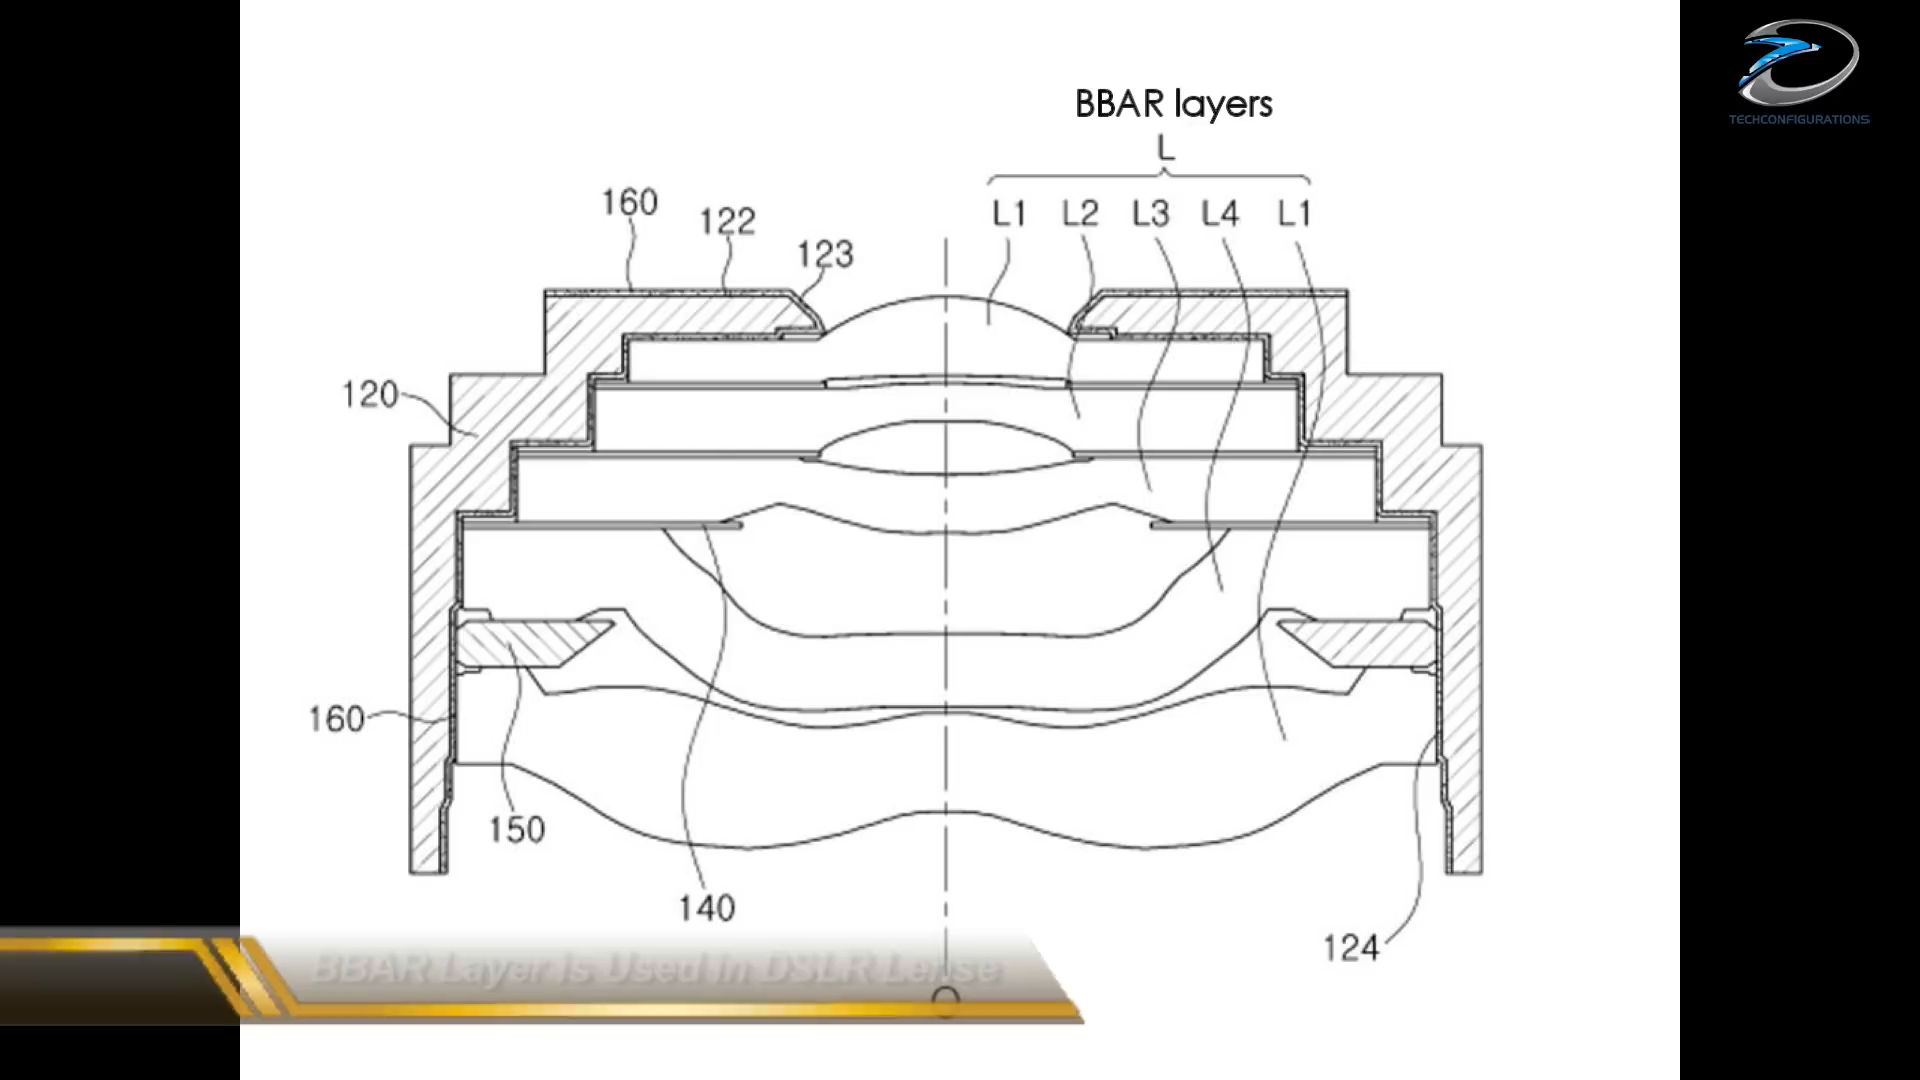 TECHCONFIGURATIONS
BBAR layers
L
L1 L2 L3 L4 L1
160
122
123
120
160
150
140
124
BBAR Layer is Used in DSLR Lense
O